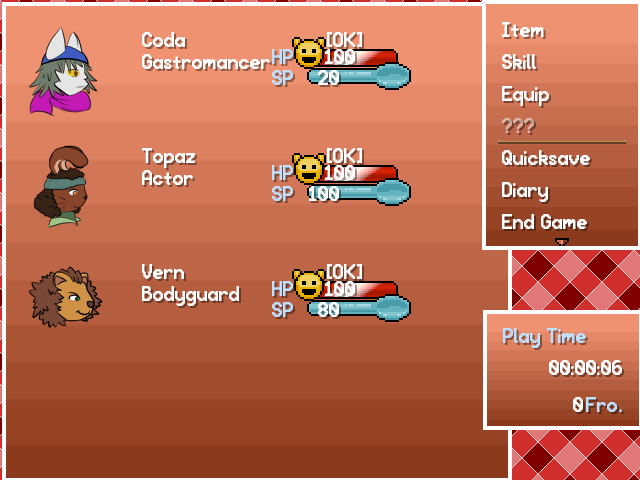 Coda [OK]
Gastromancer HP 100
SP 20
Topaz [OK]
Actor HP 100
SP 100
Vern [OK]
Bodyguard HP 100
SP 80
Item
Skill
Equip
???
Quicksave
Diary
End Game
Play Time
00:00:06
0Fro.